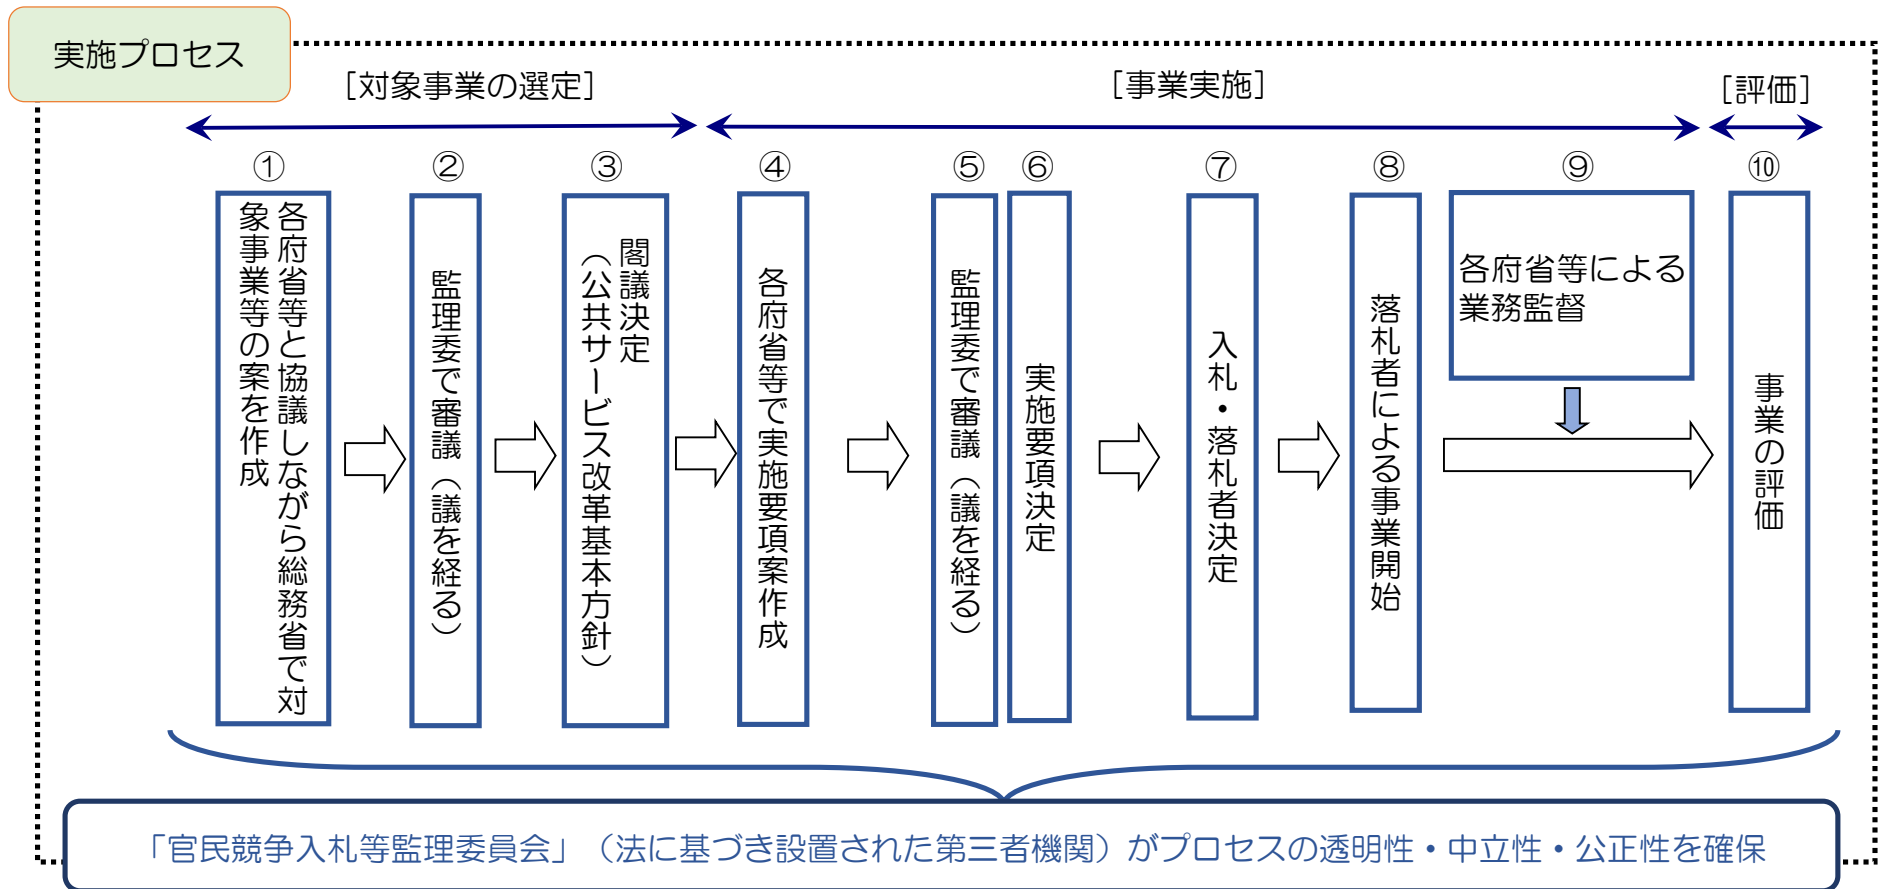 実施プロセス
［対象事業の選定］
［事業実施］
［評価］
①
②
③
④
⑤
⑥
⑦
⑧
⑨
⑩
各府省等と協議しながら総務省で対
象事業等の案を作成
監理委で審議（議を経る）
閣議決定
（公共サービス改革基本方針）
各府省等で実施要項案作成
監理委で審議（議を経る）
実施要項決定
入札・落札者決定
落札者による事業開始
各府省等による
業務監督
事業の評価
「官民競争入札等監理委員会」（法に基づき設置された第三者機関）がプロセスの透明性・中立性・公正性を確保